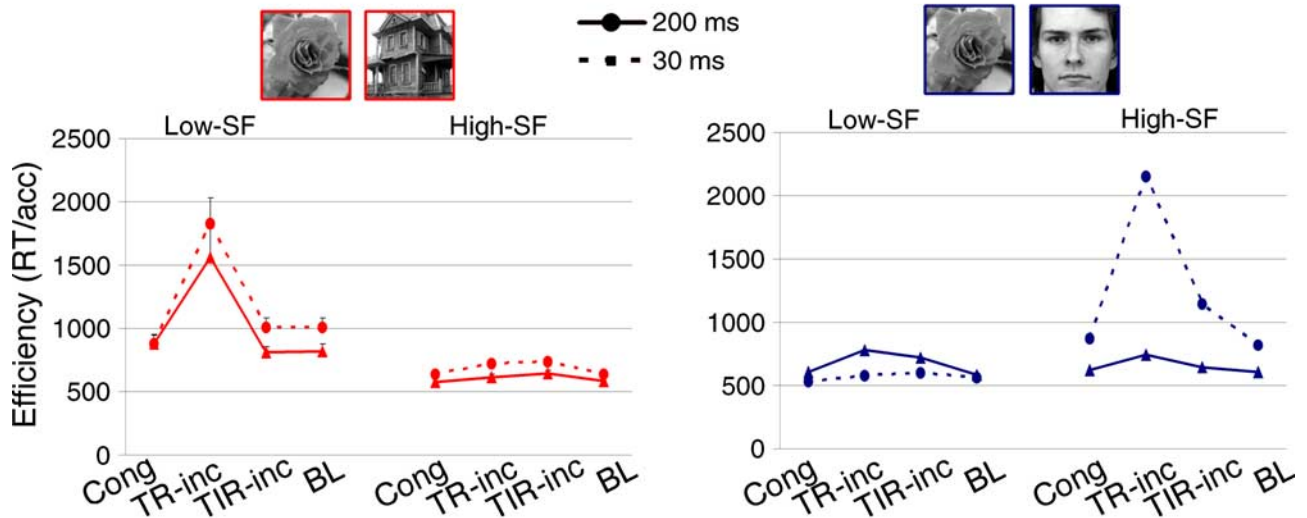 200 ms
30 ms
Low-SF
High-SF
Low-SF
High-SF
Efficiency (RT/acc)
2500
2000
1500
1000
500
0
Cong
TR-inc
TIR-inc
BL
Cong
TR-inc
TIR-inc
BL
2500
2000
1500
1000
500
0
Cong
TR-inc
TIR-inc
BL
Cong
TR-inc
TIR-inc
BL